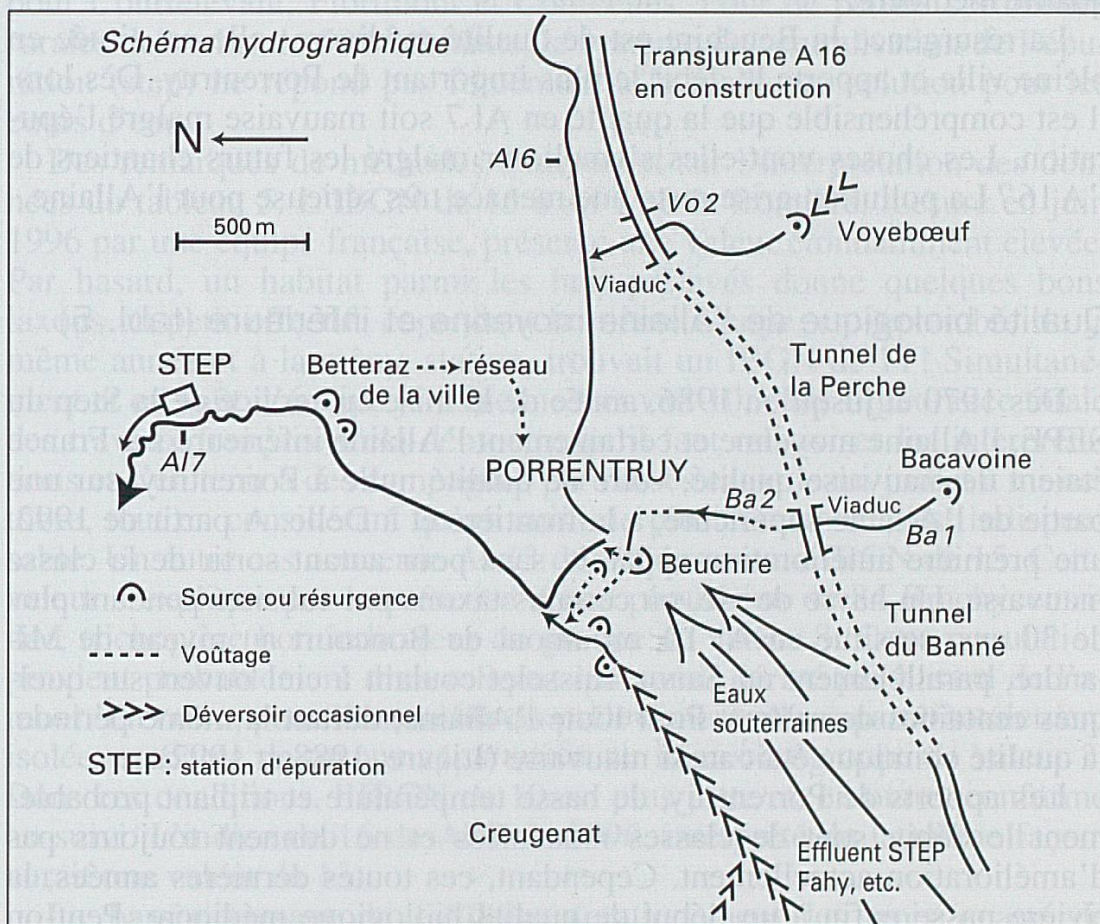 Schéma hydrographique
N
500 m
Transjurane A16
en construction
Al6
Vo2
Voyebœuf
Viaduc
STEP
Betteraz réseau
de la ville
Al7
Tunnel de
la Perche
PORRENTRUY
Bacavoine
Ba2
Viaduc
Ba1
Beuchire
Source ou résurgence
Voûtage
Déversoir occasionnel
STEP: station d'épuration
Tunnel
du Banné
Eaux
souterraines
Creugenat
Effluent STEP
Fahy, etc.